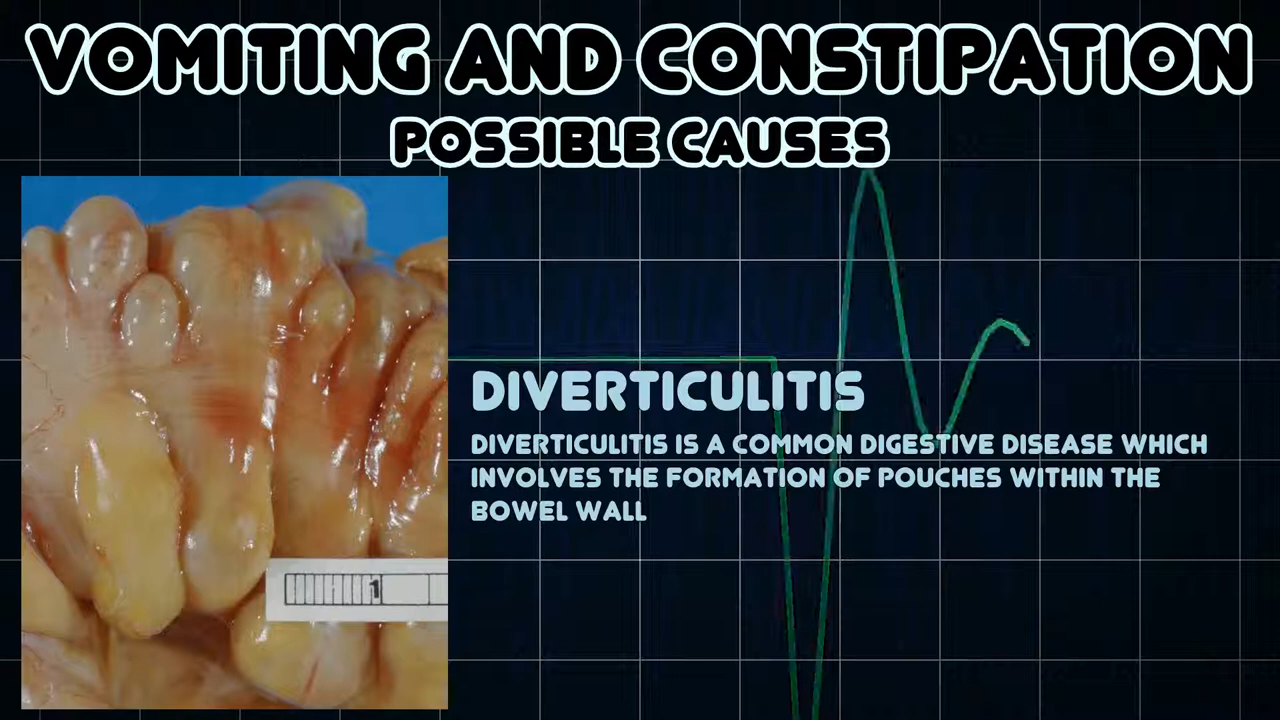 VOMITING AND CONSTIPATION
POSSIBLE CAUSES
DIVERTICULITIS
DIVERTICULITIS IS A COMMON DIGESTIVE DISEASE WHICH
INVOLVES THE FORMATION OF POUCHES WITHIN THE
BOWEL WALL
1